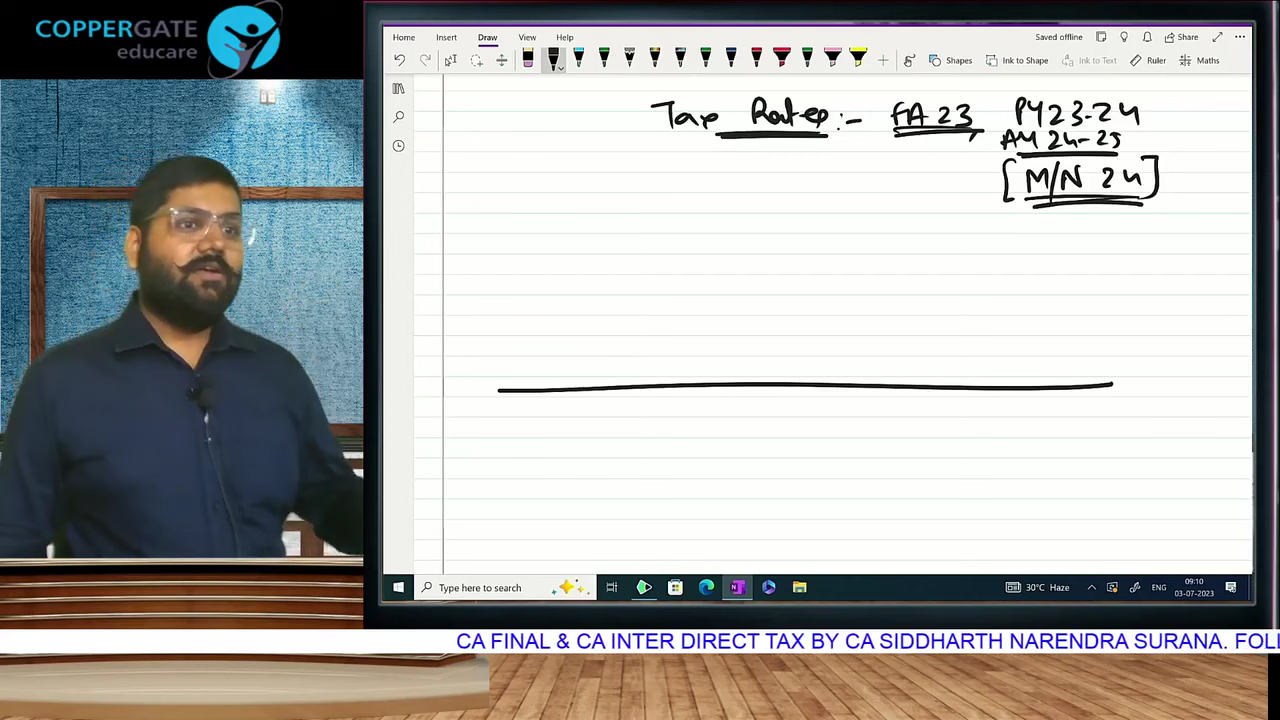 COPPERGATE
educare
Home Insert Draw View Help
Saved offline
Share
Shapes
Ink to Shape
Ink to Text
Ruler
Maths
Tax Rates :- FA 23 PY 23-24
AY 24-25
[M/N 24]
Type here to search
30°C Haze
ENG
09:10
03-07-2023
CA FINAL & CA INTER DIRECT TAX BY CA SIDDHARTH NARENDRA SURANA. FOLL